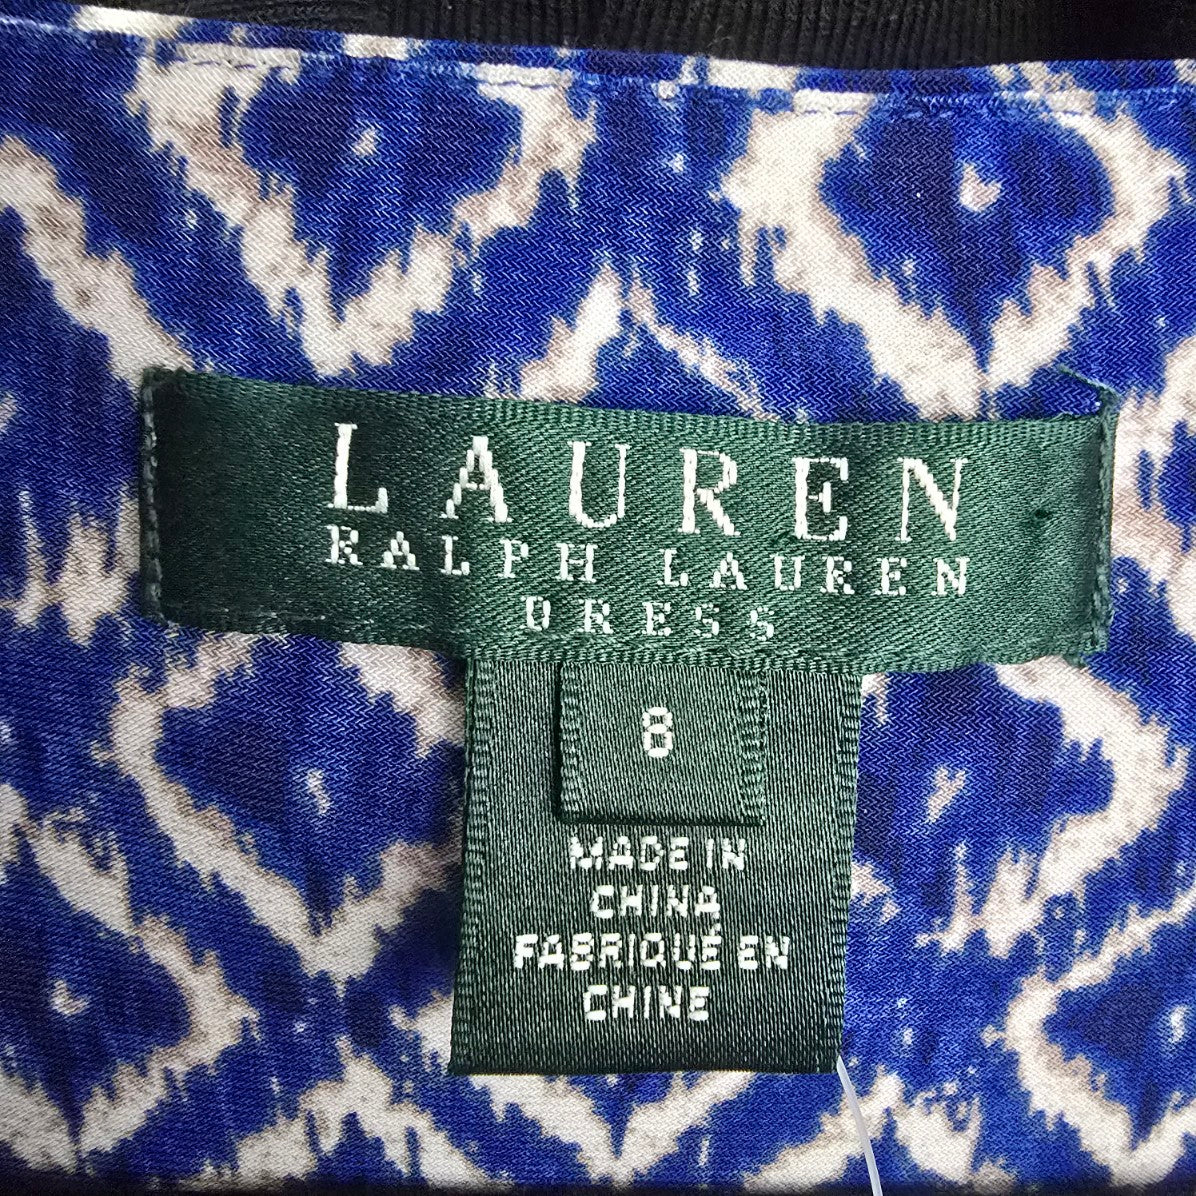 LAUREN
RALPH LAUREN
DRESS
8
MADE IN
CHINA
FABRIQUÉ EN
CHINE